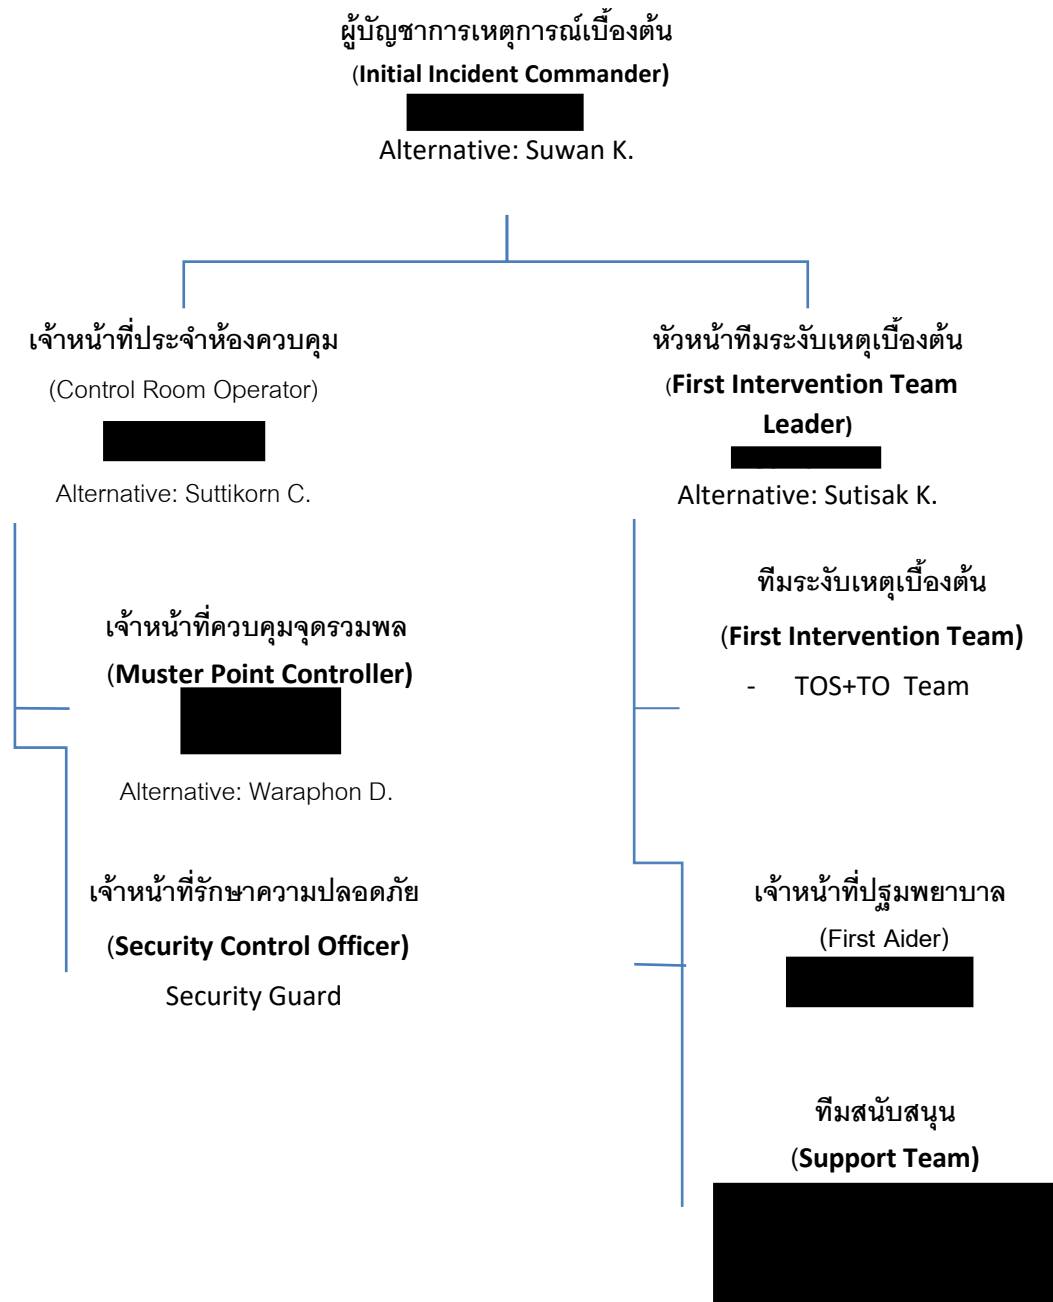 ผู้บัญชาการเหตุการณ์เบื้องต้น
(Initial Incident Commander)
Alternative: Suwan K.
เจ้าหน้าที่ประจำห้องควบคุม
(Control Room Operator)
Alternative: Suttikorn C.
เจ้าหน้าที่ควบคุมจุดรวมพล
(Muster Point Controller)
Alternative: Waraphon D.
เจ้าหน้าที่รักษาความปลอดภัย
(Security Control Officer)
Security Guard
หัวหน้าทีมระงับเหตุเบื้องต้น
(First Intervention Team
Leader)
Alternative: Sutisak K.
ทีมระงับเหตุเบื้องต้น
(First Intervention Team)
- TOS+TO Team
เจ้าหน้าที่ปฐมพยาบาล
(First Aider)
ทีมสนับสนุน
(Support Team)